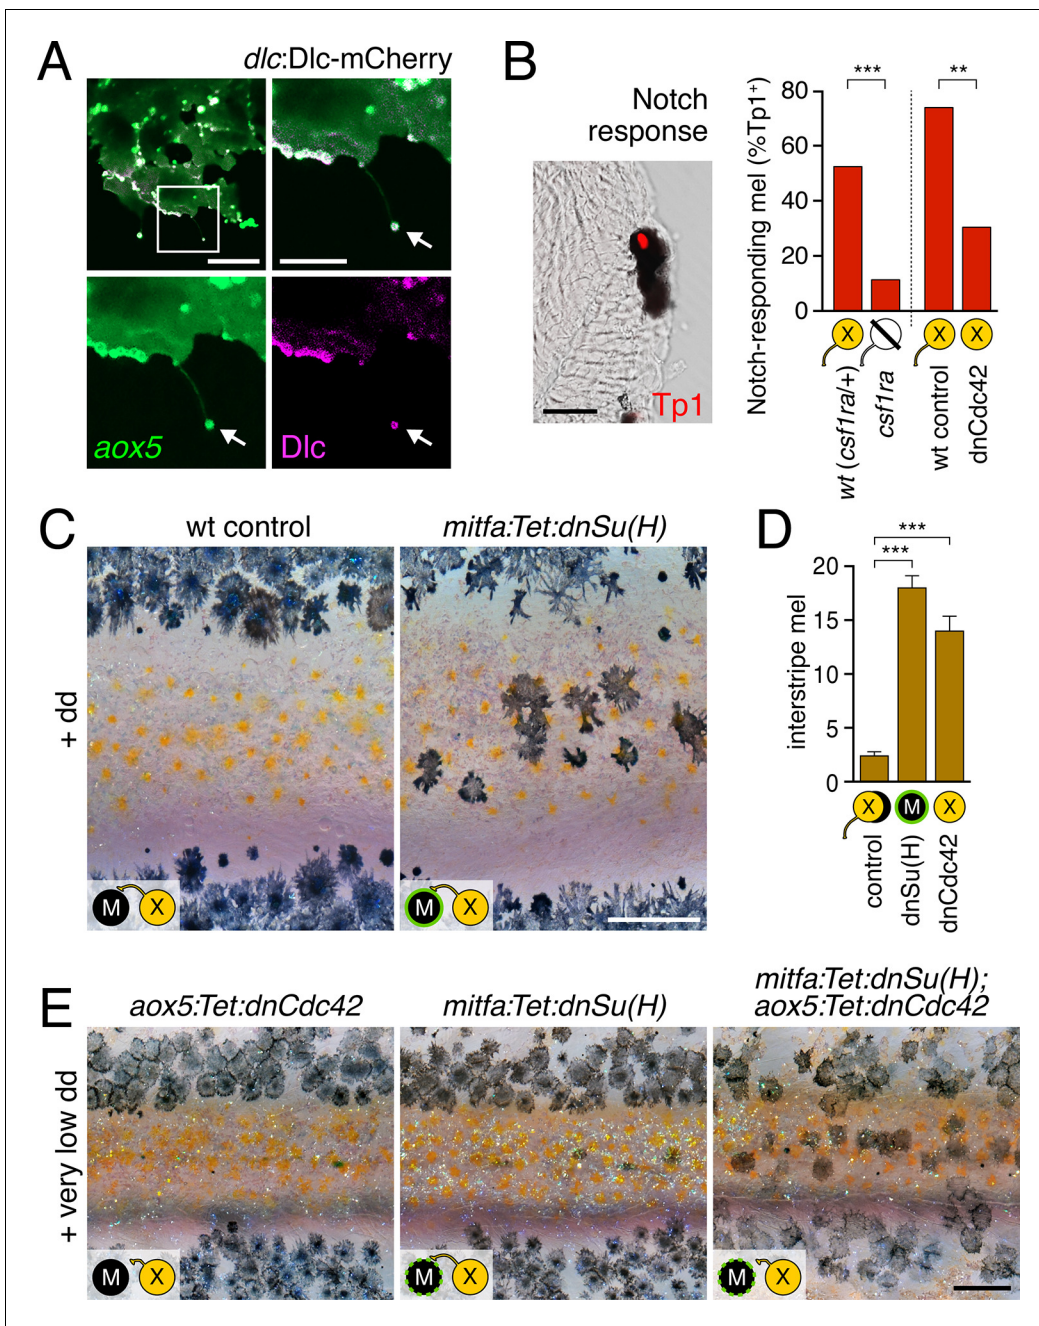 A
dlc:Dlc-mCherry
aox5
Dlc
B
Notch
response
Tp1
Notch-responding mel (%Tp1+)
80
60
40
20
0
***
**
X
X
X
wt (csf1ra/+)
csf1ra
wt control
dnCdc42
C
wt control
mitfa:Tet:dnSu(H)
+ dd
M X
M X
D
interstripe mel
20
15
10
5
0
***
***
X
M
X
control
dnSu(H)
dnCdc42
E
aox5:Tet:dnCdc42
mitfa:Tet:dnSu(H)
mitfa:Tet:dnSu(H);
aox5:Tet:dnCdc42
+ very low dd
M X
M X
M X